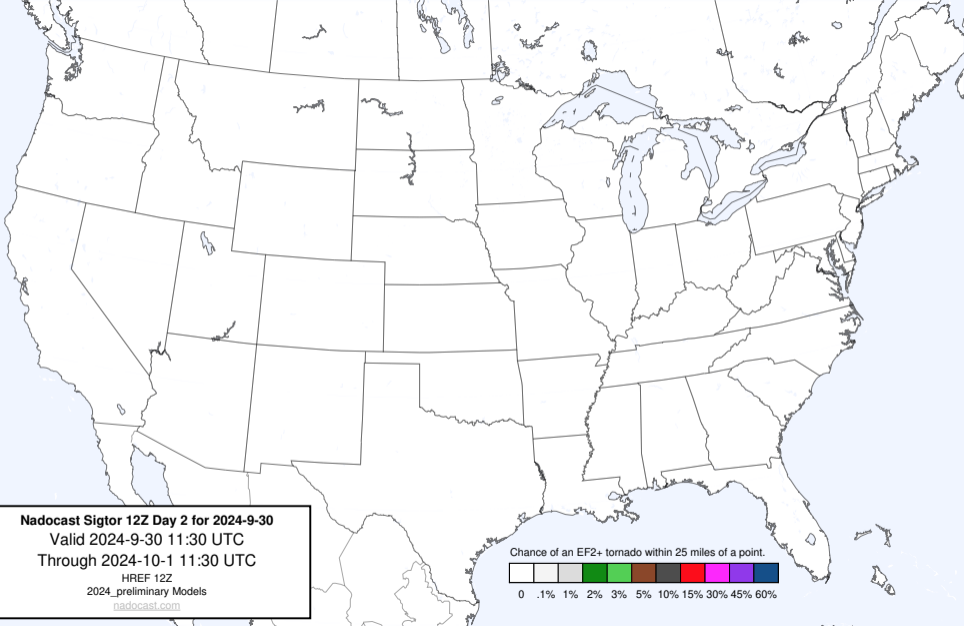 Nadocast Sigtor 12Z Day 2 for 2024-9-30
Valid 2024-9-30 11:30 UTC
Through 2024-10-1 11:30 UTC
HREF 12Z
2024_preliminary Models
nadocast.com
Chance of an EF2+ tornado within 25 miles of a point.
0 .1% 1% 2% 3% 5% 10% 15% 30% 45% 60%